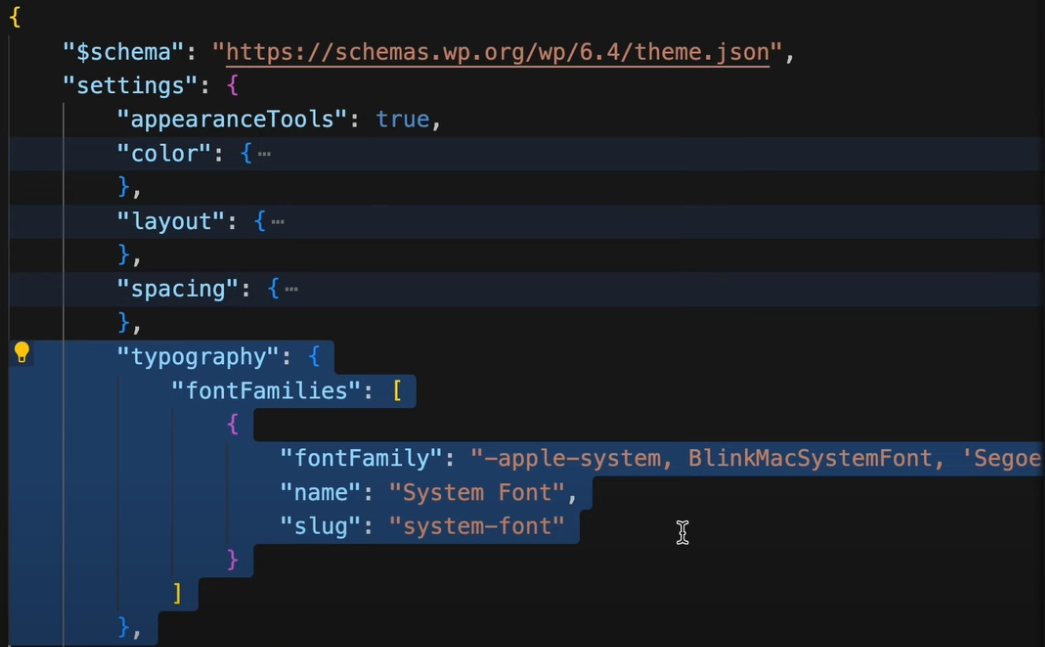 {
"$schema": "https://schemas.wp.org/wp/6.4/theme.json",
"settings": {
"appearanceTools": true,
"color": {⋯
},
"layout": {⋯
},
"spacing": {⋯
},
"typography": {
"fontFamilies": [
{
"fontFamily": "-apple-system, BlinkMacSystemFont, 'Segoe
"name": "System Font",
"slug": "system-font"
}
]
},